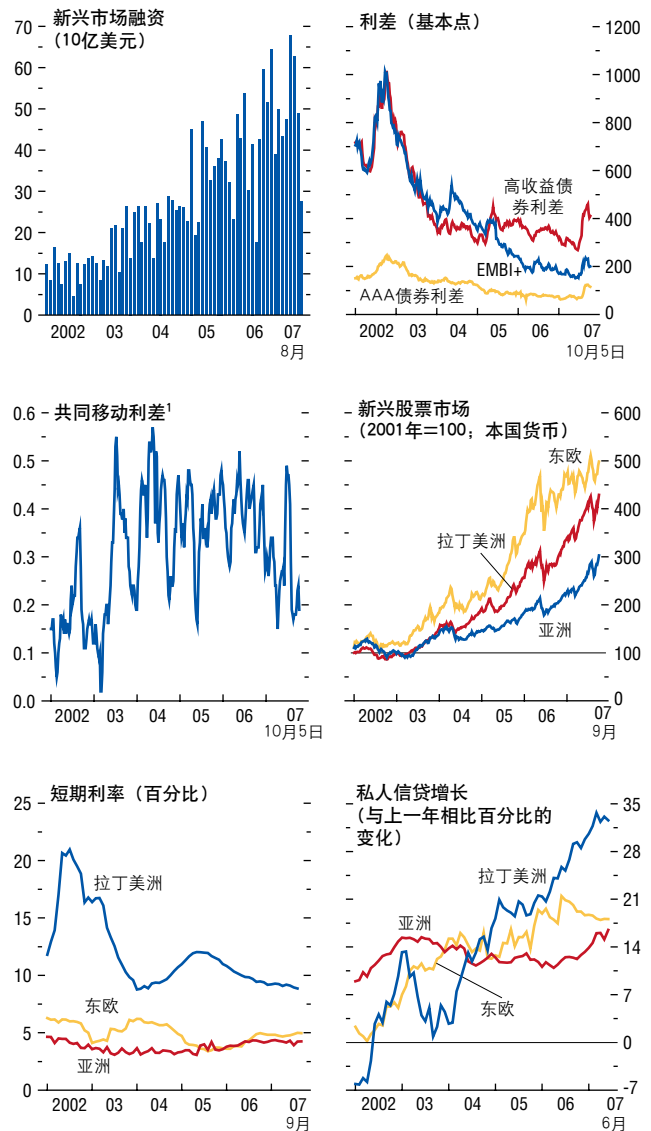 新兴市场融资
(10亿美元)
70
60
50
40
30
20
10
0
2002 03 04 05 06 07
8月
利差（基本点）
1200
1000
800
600
400
200
0
高收益债
券利差
EMBI+
AAA债券利差
2002 03 04 05 06 07
10月5日
共同移动利差1
0.6
0.5
0.4
0.3
0.2
0.1
0.0
2002 03 04 05 06 07
10月5日
新兴股票市场
(2001年=100；本国货币）
600
500
400
300
200
100
0
东欧
拉丁美洲
亚洲
2002 03 04 05 06 07
9月
短期利率（百分比）
25
20
15
10
5
0
拉丁美洲
东欧
亚洲
2002 03 04 05 06 07
9月
私人信贷增长
(与上一年相比百分比的
变化)
35
28
21
14
7
0
-7
拉丁美洲
亚洲
东欧
2002 03 04 05 06 07
6月